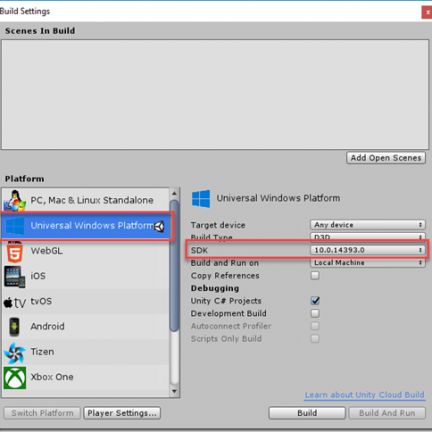 Build Settings
Scenes In Build
Add Open Scenes
Platform
PC, Mac & Linux Standalone
Universal Windows Platform
WebGL
iOS
tvOS
Android
Tizen
Xbox One
Universal Windows Platform
Target device Any device
Build Type D3D
SDK 10.0.14393.0
Build and Run on Local Machine
Copy References
Debugging
Unity C# Projects
Development Build
Autoconnect Profiler
Scripts Only Build
Learn about Unity Cloud Build
Switch Platform Player Settings... Build Build And Run